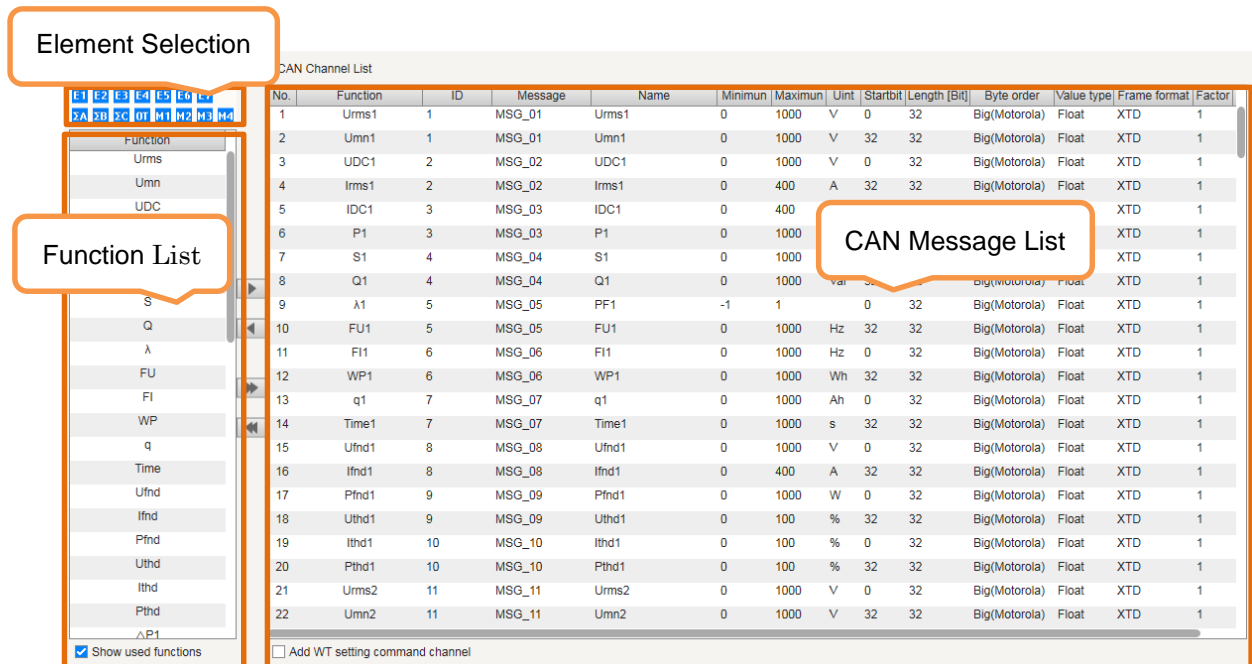 Element Selection
CAN Channel List
E1 E2 E3 E4 E5 E6 E7
ΣA ΣB ΣC OT M1 M2 M3 M4
No. Function ID Message Name Minimun Maximun Uint Startbit Length [Bit] Byte order Value type Frame format Factor
1 Urms1 1 MSG_01 Urms1 0 1000 V 0 32 Big(Motorola) Float XTD 1
2 Umn1 1 MSG_01 Umn1 0 1000 V 32 32 Big(Motorola) Float XTD 1
3 UDC1 2 MSG_02 UDC1 0 1000 V 0 32 Big(Motorola) Float XTD 1
4 Irms1 2 MSG_02 Irms1 0 400 A 32 32 Big(Motorola) Float XTD 1
5 IDC1 3 MSG_03 IDC1 0 400 XTD 1
6 P1 3 MSG_03 P1 0 1000 XTD 1
7 S1 4 MSG_04 S1 0 1000 XTD 1
8 Q1 4 MSG_04 Q1 0 1000 Var 32 32 Big(Motorola) Float XTD 1
9 λ1 5 MSG_05 PF1 -1 1 0 32 Big(Motorola) Float XTD 1
10 FU1 5 MSG_05 FU1 0 1000 Hz 32 32 Big(Motorola) Float XTD 1
11 FI1 6 MSG_06 FI1 0 1000 Hz 0 32 Big(Motorola) Float XTD 1
12 WP1 6 MSG_06 WP1 0 1000 Wh 32 32 Big(Motorola) Float XTD 1
13 q1 7 MSG_07 q1 0 1000 Ah 0 32 Big(Motorola) Float XTD 1
14 Time1 7 MSG_07 Time1 0 1000 s 32 32 Big(Motorola) Float XTD 1
15 Ufnd1 8 MSG_08 Ufnd1 0 1000 V 0 32 Big(Motorola) Float XTD 1
16 Ifnd1 8 MSG_08 Ifnd1 0 400 A 32 32 Big(Motorola) Float XTD 1
17 Pfnd1 9 MSG_09 Pfnd1 0 1000 W 0 32 Big(Motorola) Float XTD 1
18 Uthd1 9 MSG_09 Uthd1 0 100 % 32 32 Big(Motorola) Float XTD 1
19 Ithd1 10 MSG_10 Ithd1 0 100 % 0 32 Big(Motorola) Float XTD 1
20 Pthd1 10 MSG_10 Pthd1 0 100 % 32 32 Big(Motorola) Float XTD 1
21 Urms2 11 MSG_11 Urms2 0 1000 V 0 32 Big(Motorola) Float XTD 1
22 Umn2 11 MSG_11 Umn2 0 1000 V 32 32 Big(Motorola) Float XTD 1
CAN Message List
Function
Urms
Umn
UDC
Function List
S
Q
λ
FU
FI
WP
q
Time
Ufnd
Ifnd
Pfnd
Uthd
Ithd
Pthd
△P1
Show used functions
Add WT setting command channel